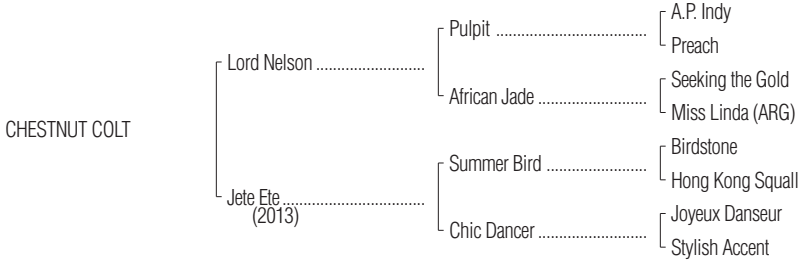 A.P. Indy
Pulpit
Preach
Lord Nelson
Seeking the Gold
African Jade
Miss Linda (ARG)
CHESTNUT COLT
Birdstone
Summer Bird
Hong Kong Squall
Jete Ete
(2013)
Joyeux Danseur
Chic Dancer
Stylish Accent